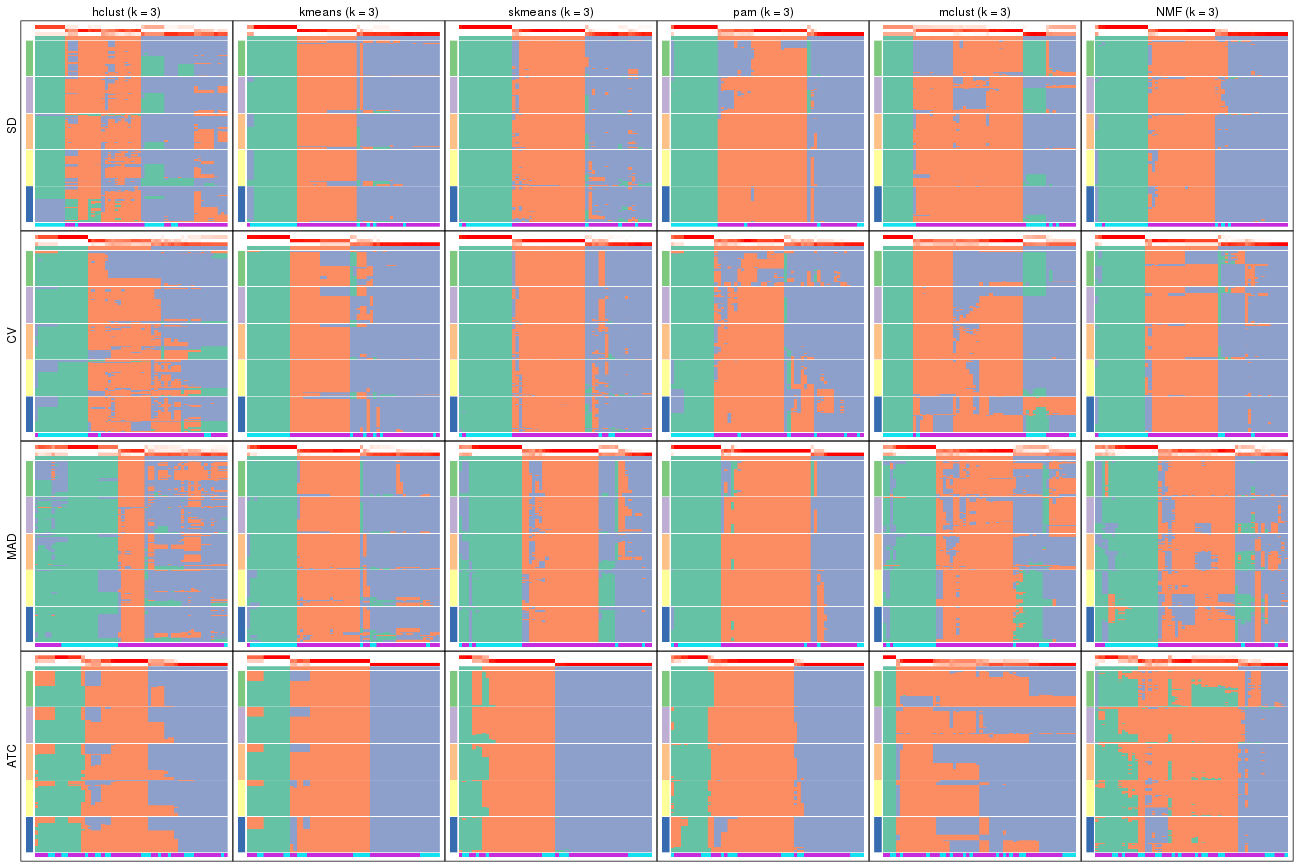 hclust (k = 3)
kmeans (k = 3)
skmeans (k = 3)
pam (k = 3)
mclust (k = 3)
NMF (k = 3)
SD
CV
MAD
ATC